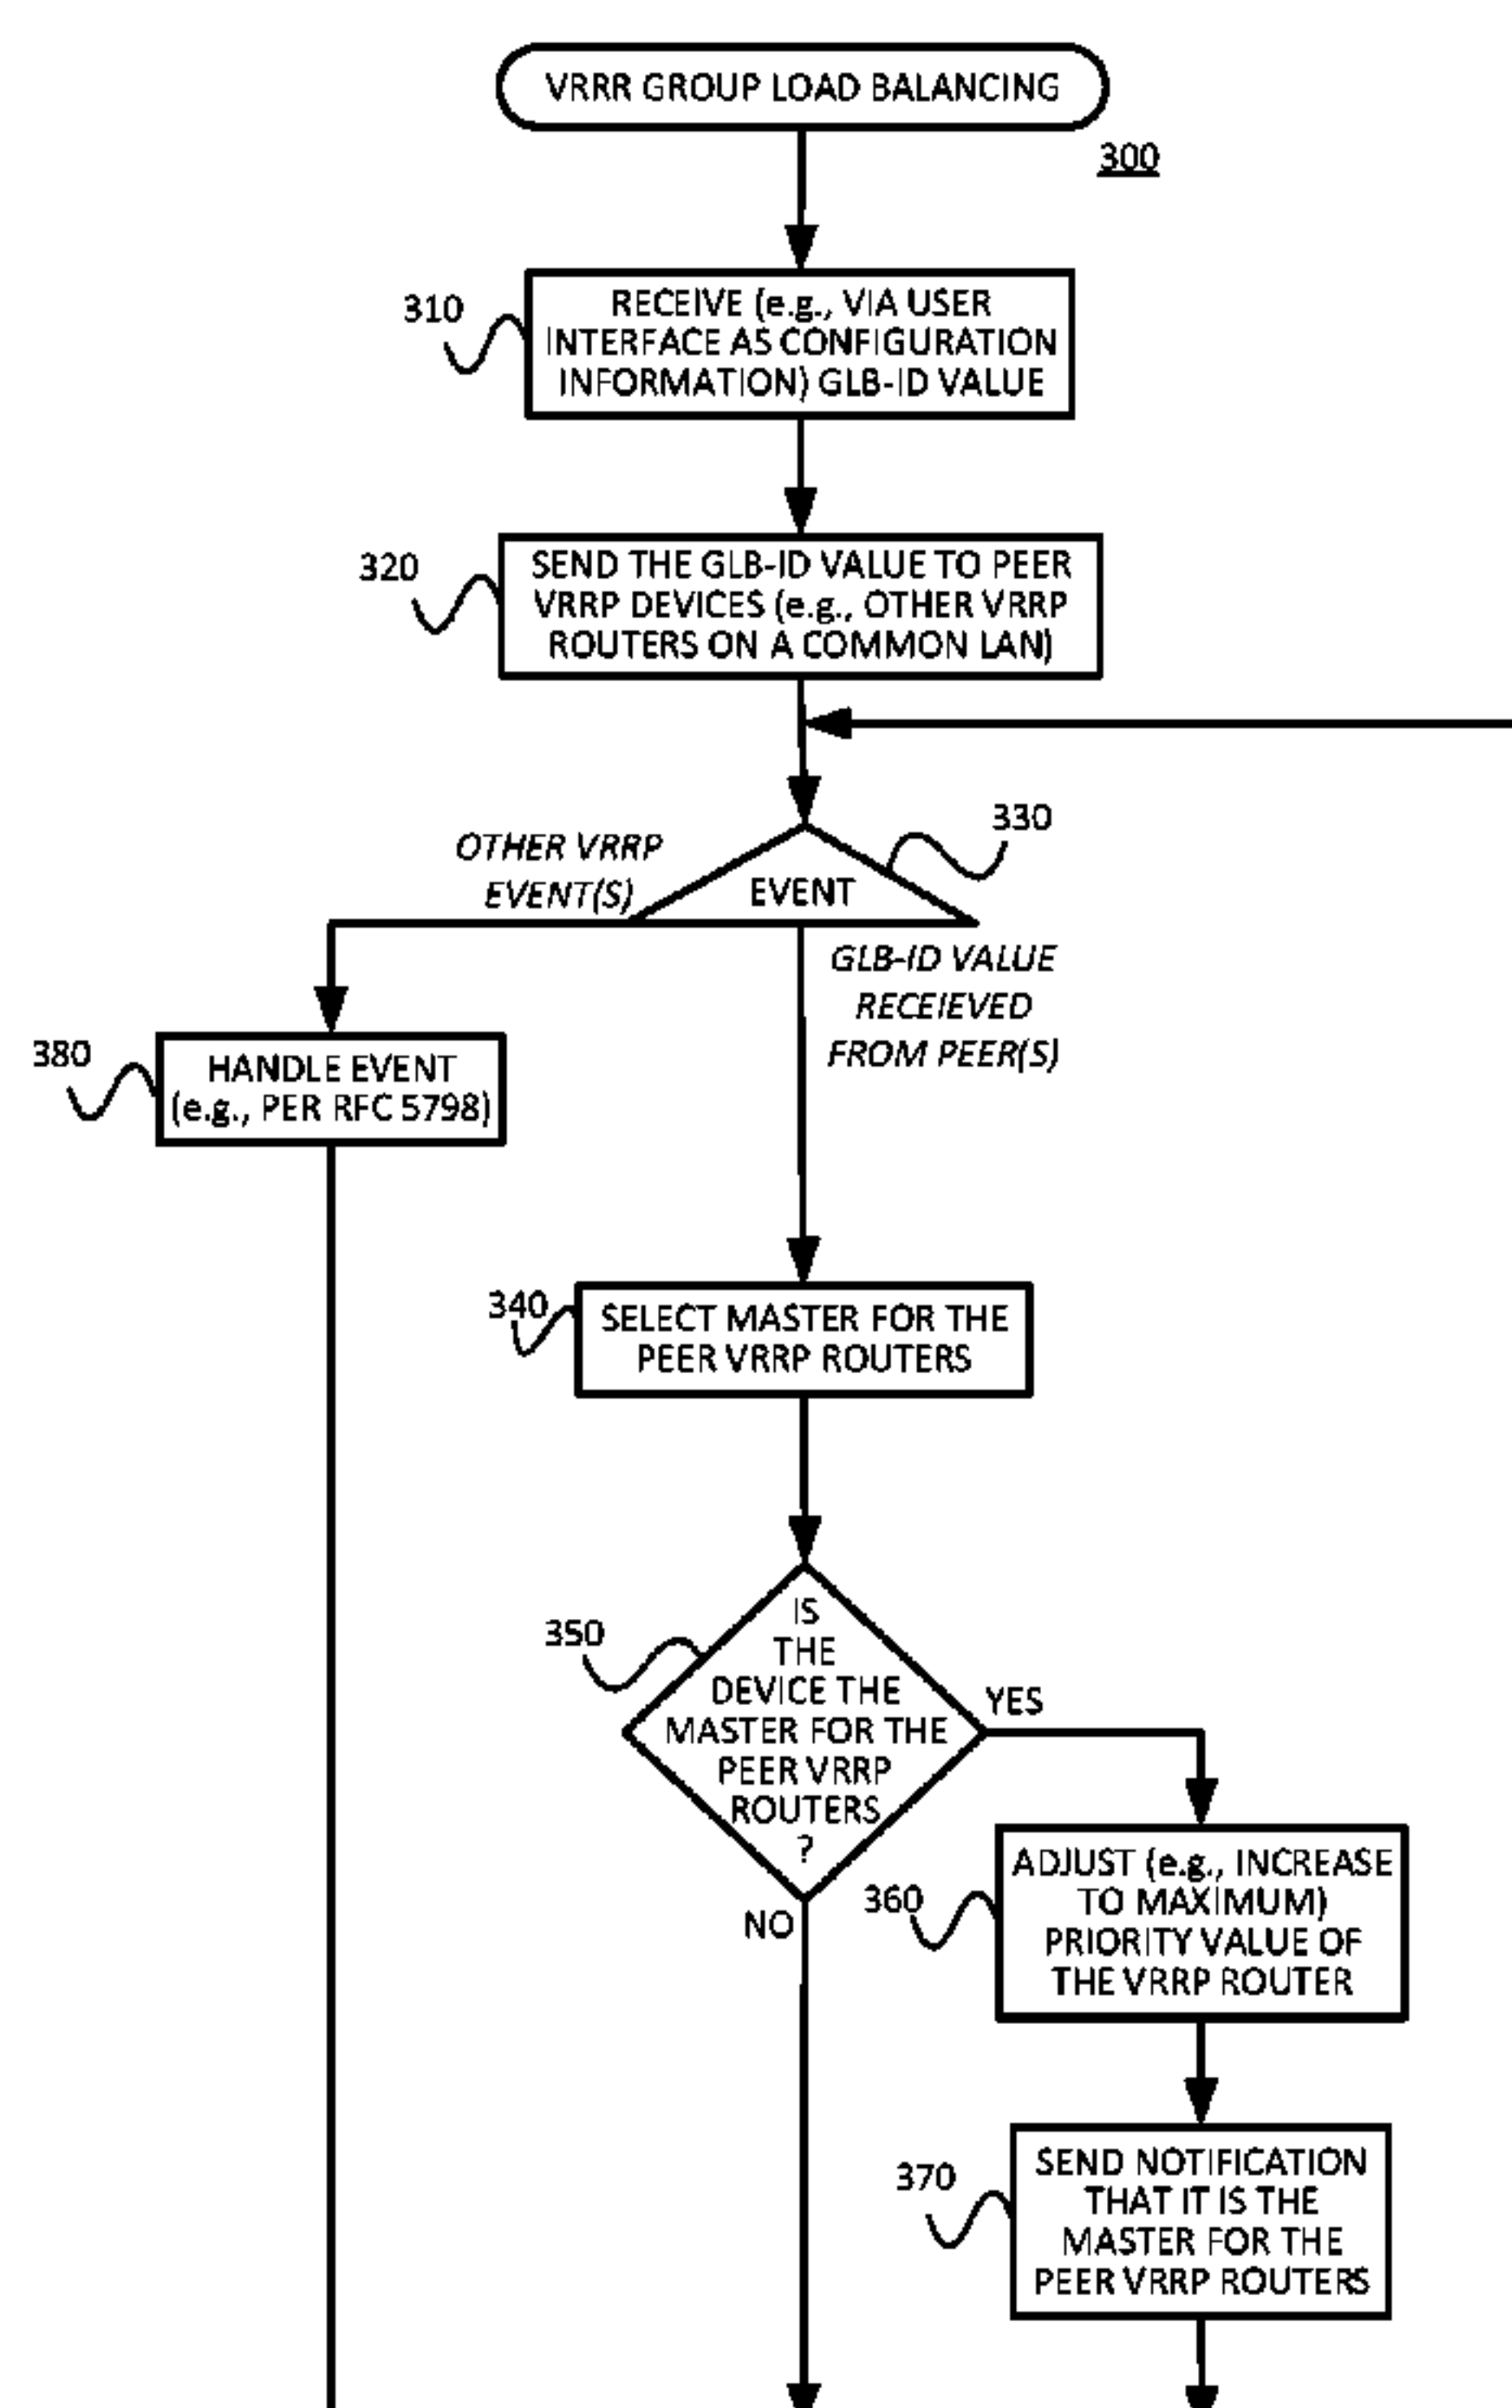 VRRR GROUP LOAD BALANCING
300
310
RECEIVE (e.g., VIA USER
INTERFACE AS CONFIGURATION
INFORMATION) GLB-ID VALUE
320
SEND THE GLB-ID VALUE TO PEER
VRRP DEVICES (e.g., OTHER VRRP
ROUTERS ON A COMMON LAN)
330
OTHER VRRP
EVENT(S)
EVENT
GLB-ID VALUE
RECEIEVED
FROM PEER(S)
380
HANDLE EVENT
(e.g., PER RFC 5798)
340
SELECT MASTER FOR THE
PEER VRRP ROUTERS
350
IS
THE
DEVICE THE
MASTER FOR THE
PEER VRRP
ROUTERS
?
YES
NO
360
ADJUST (e.g., INCREASE
TO MAXIMUM)
PRIORITY VALUE OF
THE VRRP ROUTER
370
SEND NOTIFICATION
THAT IT IS THE
MASTER FOR THE
PEER VRRP ROUTERS